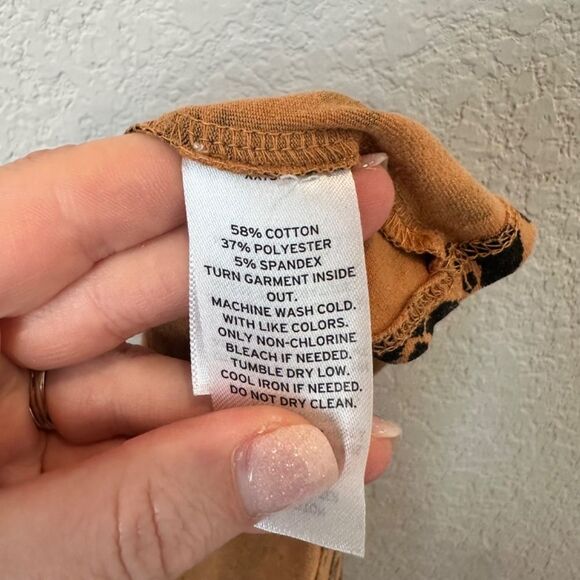 58% COTTON
37% POLYESTER
5% SPANDEX
TURN GARMENT INSIDE
OUT.
MACHINE WASH COLD.
WITH LIKE COLORS.
ONLY NON-CHLORINE
BLEACH IF NEEDED.
TUMBLE DRY LOW.
COOL IRON IF NEEDED.
DO NOT DRY CLEAN.